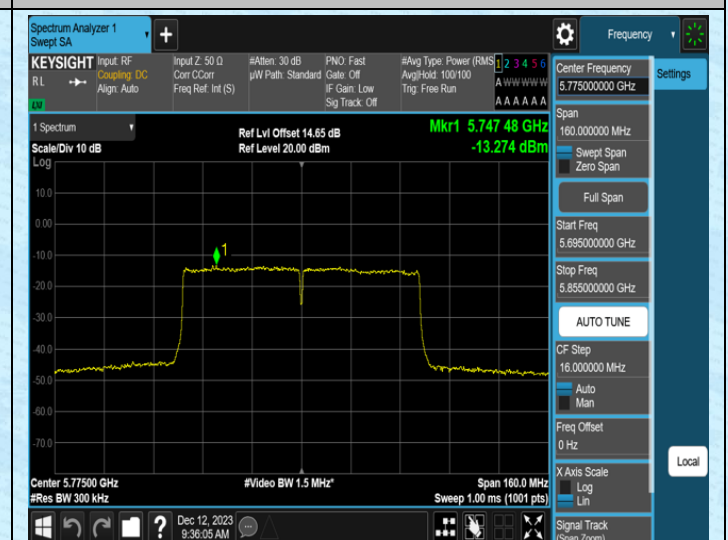 Spectrum Analyzer 1
Swept SA
Frequency
KEYSIGHT
RL
LV
Input: RF
Coupling: DC
Align: Auto
Input Z: 50 Ω
Corr CCorr
Freq Ref: Int (S)
#Atten: 30 dB
µW Path: Standard
PNO: Fast
Gate: Off
IF Gain: Low
Sig Track: Off
#Avg Type: Power (RMS
Avg|Hold: 100/100
Trig: Free Run
1 2 3 4 5 6
A W W W W W
A A A A A A
1 Spectrum
Scale/Div 10 dB
Log
Ref Lvl Offset 14.65 dB
Ref Level 20.00 dBm
Mkr1 5.747 48 GHz
-13.274 dBm
10.0
0.00
-10.0
-20.0
-30.0
-40.0
-50.0
-60.0
-70.0
1
Center 5.77500 GHz
#Res BW 300 kHz
#Video BW 1.5 MHz*
Span 160.0 MHz
Sweep 1.00 ms (1001 pts)
?
Dec 12, 2023
9:36:05 AM
Center Frequency
5.775000000 GHz
Span
160.000000 MHz
Swept Span
Zero Span
Full Span
Start Freq
5.695000000 GHz
Stop Freq
5.855000000 GHz
AUTO TUNE
CF Step
16.000000 MHz
Auto
Man
Freq Offset
0 Hz
X Axis Scale
Log
Lin
Signal Track
(Span Zoom)
Settings
Local